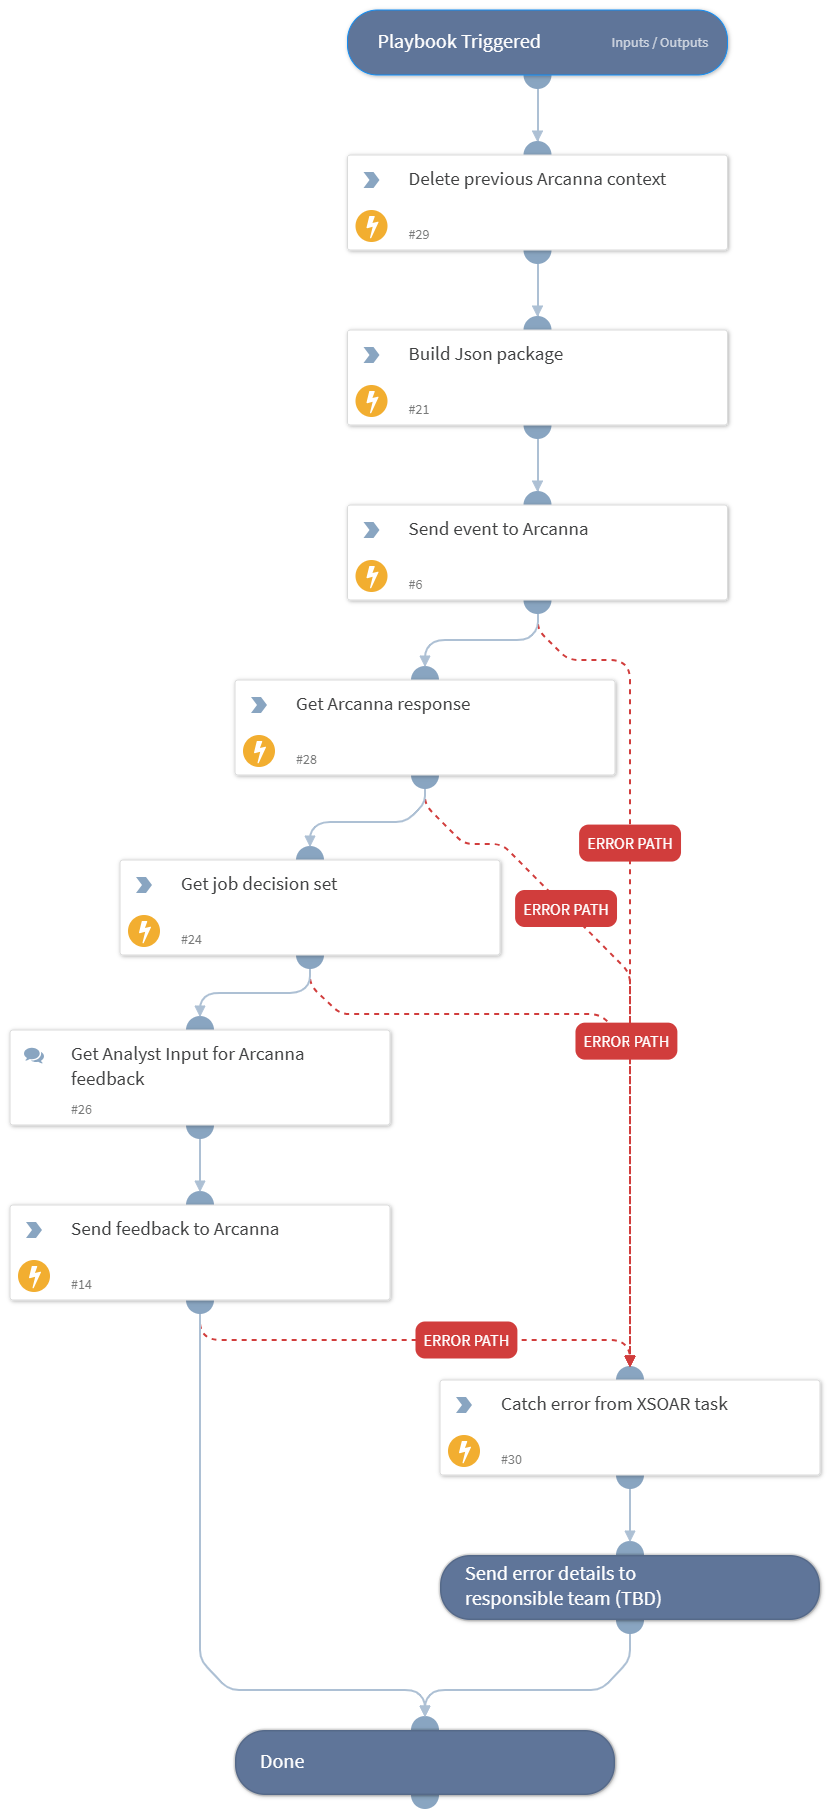 Playbook Triggered
Inputs / Outputs
Delete previous Arcanna context
#29
Build Json package
#21
Send event to Arcanna
#6
Get Arcanna response
#28
ERROR PATH
Get job decision set
ERROR PATH
#24
ERROR PATH
Get Analyst Input for Arcanna
feedback
#26
Send feedback to Arcanna
#14
ERROR PATH
Catch error from XSOAR task
#30
Send error details to
responsible team (TBD)
Done